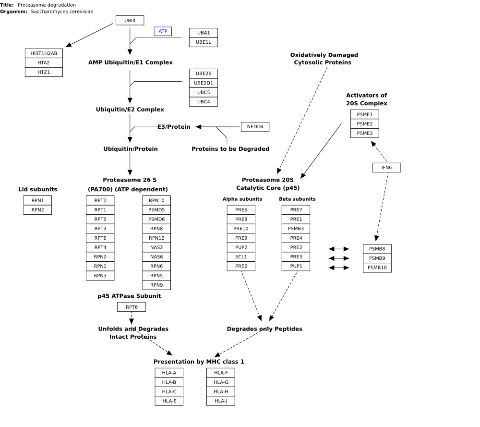 Title: Proteasome degradation
Organism: Saccharomyces cerevisiae
UBI4
ATP
UBA1
UBE1L
HIST1H2AB
HTA2
HTZ1
AMP Ubiquitin/E1 Complex
Oxidatively Damaged
Cytosolic Proteins
UBE2B
UBE2D1
UBC5
UBC4
Activators of
20S Complex
PSME1
PSME2
PSME3
Ubiquitin/E2 Complex
E3/Protein
NEDD4
Ubiquitin/Protein
Proteins to be Degraded
IFNG
Proteasome 26 S
(PA700) (ATP dependent)
Proteasome 20S
Catalytic Core (p45)
Lid subunits
RPN1
RPN2
Alpha subunits
Beta subunits
RPT2
RPT1
RPT5
RPT3
RPT6
RPT4
RPN2
RPN1
RPN3
RPN10
PSMD5
PSMD6
RPN8
RPN12
NAS2
NAS6
RPN6
RPN5
RPN9
PRE5
PRE8
PRE10
PRE9
PUP2
SCL1
PRE6
PRE7
PRE1
PSMB3
PRE4
PRE2
PRE3
PUP1
PSMB8
PSMB9
PSMB10
p45 ATPase Subunit
RPT6
Unfolds and Degrades
Intact Proteins
Degrades only Peptides
Presentation by MHC class 1
HLA-A
HLA-B
HLA-C
HLA-E
HLA-F
HLA-G
HLA-H
HLA-J